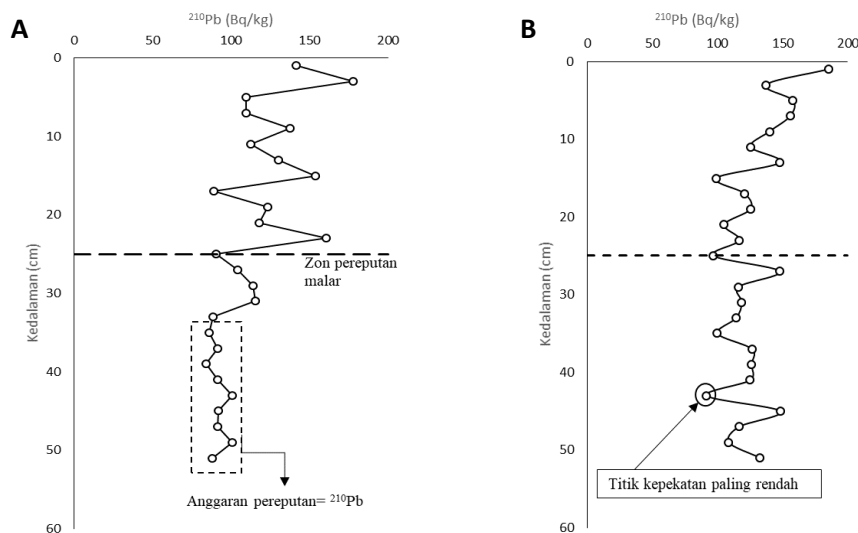 A
²¹⁰Pb (Bq/kg)
0 50 100 150 200
0
10
20
30
40
50
60
Kedalaman (cm)
Zon pereputan
malar
Anggaran pereputan= ²¹⁰Pb
B
²¹⁰Pb (Bq/kg)
0 50 100 150 200
0
10
20
30
40
50
60
Kedalaman (cm)
Titik kepekatan paling rendah